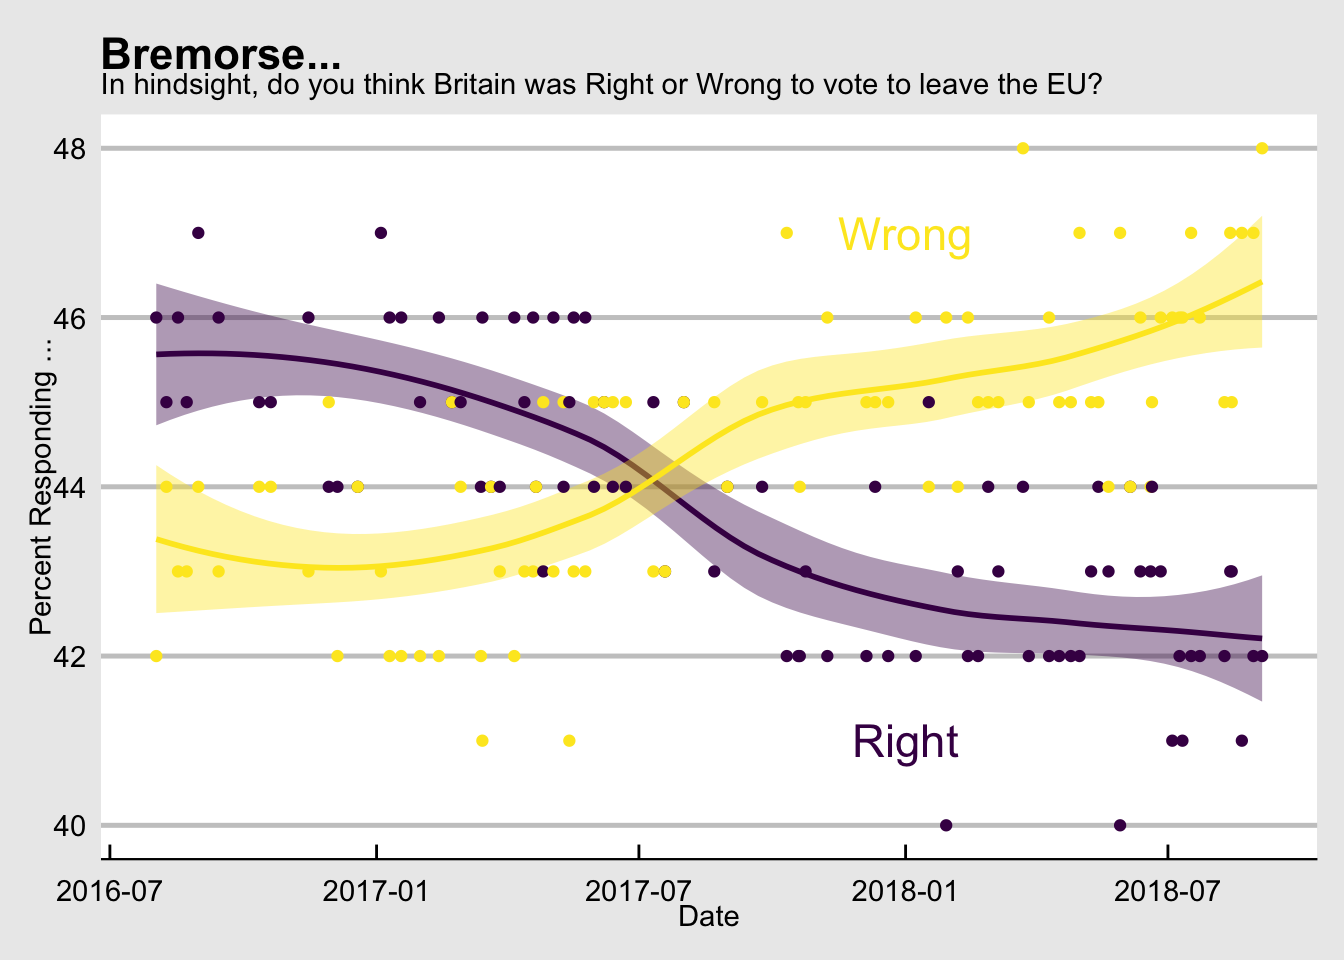 Bremorse...
In hindsight, do you think Britain was Right or Wrong to vote to leave the EU?
Percent Responding ...
48
46
44
42
40
Wrong
Right
2016-07
2017-01
2017-07
2018-01
2018-07
Date